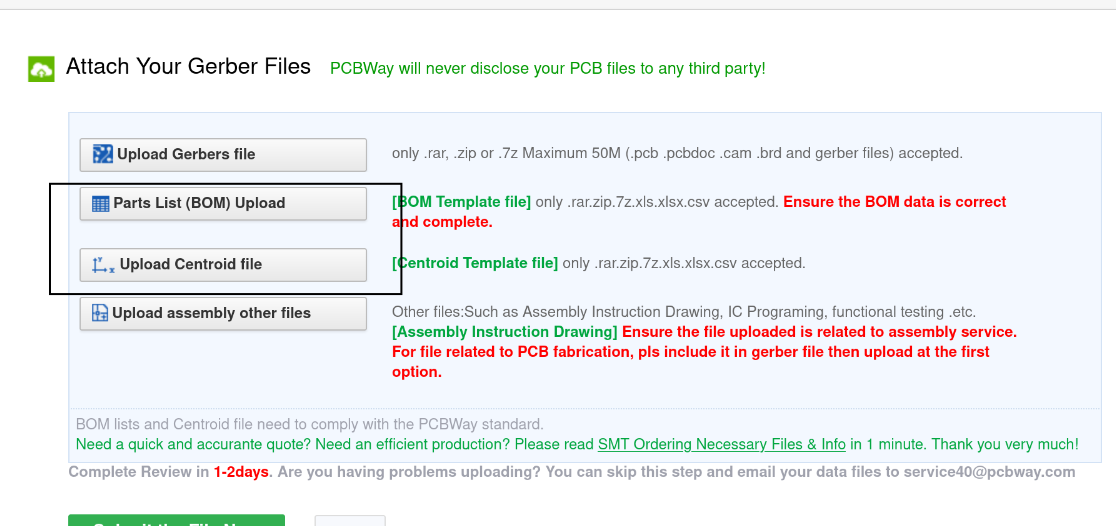 Attach Your Gerber Files PCBWay will never disclose your PCB files to any third party!
Upload Gerbers file only .rar, .zip or .7z Maximum 50M (.pcb .pcbdoc .cam .brd and gerber files) accepted.
Parts List (BOM) Upload [BOM Template file] only .rar.zip.7z.xls.xlsx.csv accepted. Ensure the BOM data is correct
and complete.
Upload Centroid file [Centroid Template file] only .rar.zip.7z.xls.xlsx.csv accepted.
Upload assembly other files Other files:Such as Assembly Instruction Drawing, IC Programing, functional testing .etc.
[Assembly Instruction Drawing] Ensure the file uploaded is related to assembly service.
For file related to PCB fabrication, pls include it in gerber file then upload at the first
option.
BOM lists and Centroid file need to comply with the PCBWay standard.
Need a quick and accurante quote? Need an efficient production? Please read SMT Ordering Necessary Files & Info in 1 minute. Thank you very much!
Complete Review in 1-2days. Are you having problems uploading? You can skip this step and email your data files to service40@pcbway.com